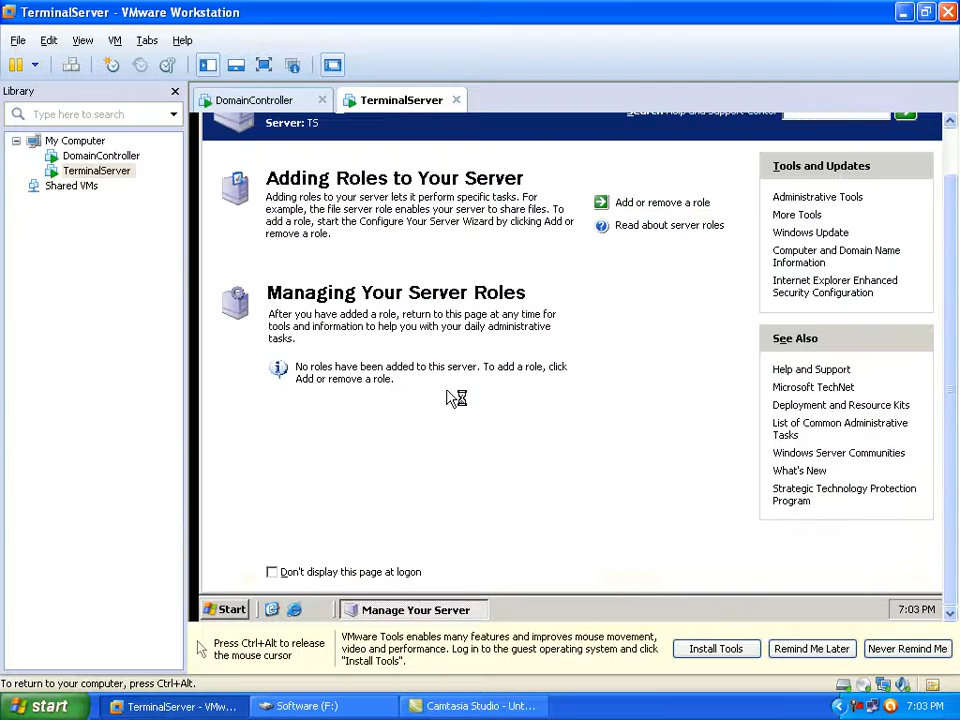 TerminalServer - VMware Workstation
File Edit View VM Tabs Help
Library
Type here to search
My Computer
DomainController
TerminalServer
Shared VMs
DomainController
TerminalServer
Server: TS
Search Help and Support Center
Adding Roles to Your Server
Adding roles to your server lets it perform specific tasks. For
example, the file server role enables your server to share files. To
add a role, start the Configure Your Server Wizard by clicking Add or
remove a role.
Add or remove a role
Read about server roles
Managing Your Server Roles
After you have added a role, return to this page at any time for
tools and information to help you with your daily administrative
tasks.
No roles have been added to this server. To add a role, click
Add or remove a role.
Tools and Updates
Administrative Tools
More Tools
Windows Update
Computer and Domain Name
Information
Internet Explorer Enhanced
Security Configuration
See Also
Help and Support
Microsoft TechNet
Deployment and Resource Kits
List of Common Administrative
Tasks
Windows Server Communities
What's New
Strategic Technology Protection
Program
Don't display this page at logon
Start
Manage Your Server
7:03 PM
Press Ctrl+Alt to release
the mouse cursor
VMware Tools enables many features and improves mouse movement,
video and performance. Log in to the guest operating system and click
"Install Tools".
Install Tools
Remind Me Later
Never Remind Me
To return to your computer, press Ctrl+Alt.
start
TerminalServer - VMw...
Software (F:)
Camtasia Studio - Unt...
7:03 PM